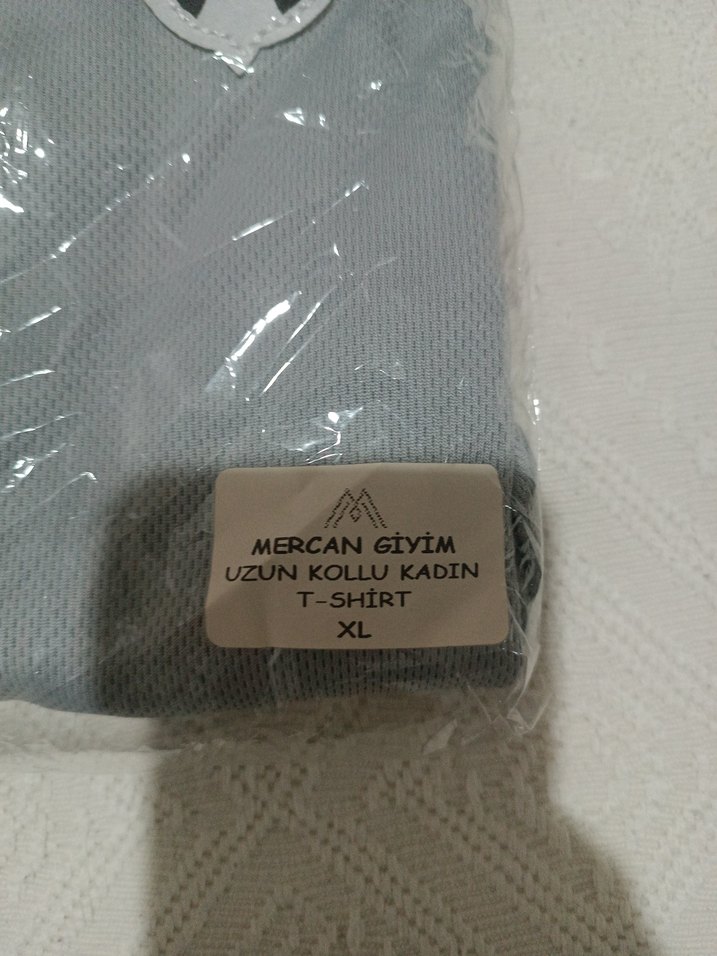 MERCAN GİYİM
UZUN KOLLU KADIN
T-SHİRT
XL